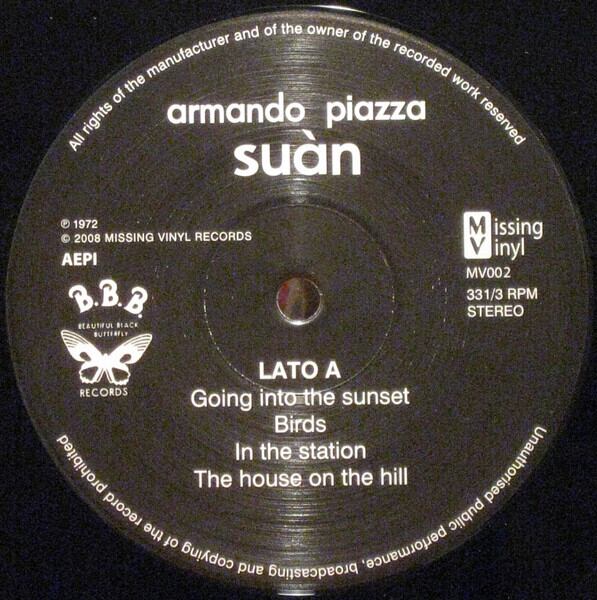 All rights of the manufacturer and of the owner of the recorded work reserved
armando piazza
suàn
℗ 1972
© 2008 MISSING VINYL RECORDS
AEPI
B.B.B.
BEAUTIFUL BLACK
BUTTERFLY
RECORDS
Missing
Vinyl
MV002
331/3 RPM
STEREO
LATO A
Going into the sunset
Birds
In the station
The house on the hill
Unauthorised public performance, broadcasting and copying of the record prohibited